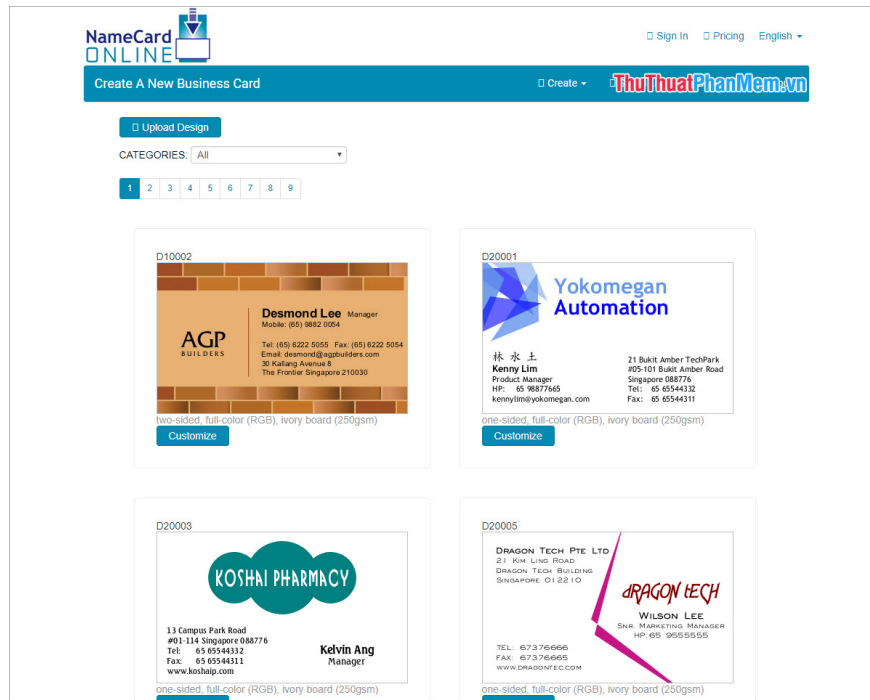 NameCard
ONLINE
Sign In Pricing English
Create A New Business Card
Create
ThuThuatPhanMem.vn
Upload Design
CATEGORIES: All
1 2 3 4 5 6 7 8 9
D10002
AGP
BUILDERS
Desmond Lee Manager
Mobile: (65) 9882 0054
Tel: (65) 6222 5055 Fax: (65) 6222 5054
Email: desmond@agpbuilders.com
30 Kallang Avenue 8
The Frontier Singapore 210030
two-sided, full-color (RGB), ivory board (250gsm)
Customize
D20001
Yokomegan
Automation
林 水 土
Kenny Lim
Product Manager
HP: 65 98877665
kennylim@yokomegan.com
21 Bukit Amber TechPark
#05-101 Bukit Amber Road
Singapore 088776
Tel: 65 65544332
Fax: 65 65544311
one-sided, full-color (RGB), ivory board (250gsm)
Customize
D20003
KOSHAI PHARMACY
13 Campus Park Road
#01-114 Singapore 088776
Tel: 65 65544332
Fax: 65 65544311
www.koshaip.com
Kelvin Ang
Manager
one-sided, full-color (RGB), ivory board (250gsm)
D20005
DRAGON TECH PTE LTD
21 KIM LING ROAD
DRAGON TECH BUILDING
SINGAPORE 012210
dRAGON tECH
WILSON LEE
SNR. MARKETING MANAGER
HP: 65 9555555
TEL: 67376666
FAX: 67376665
WWW.DRAGONTEC.COM
one-sided, full-color (RGB), ivory board (250gsm)